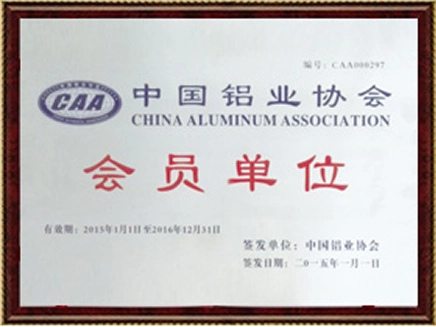 编号：CAA000297
CAA
中国铝业协会
CHINA ALUMINUM ASSOCIATION
会员单位
有效期：2015年1月1日至2016年12月31日
签发单位：中国铝业协会
签发日期：二〇一五年一月一日